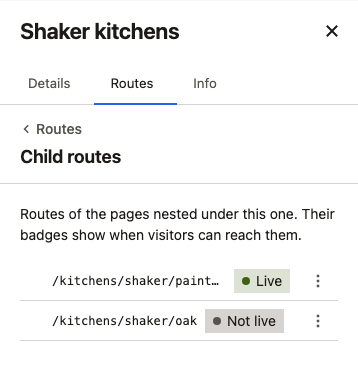 Shaker kitchens
Details
Routes
Info
Routes
Child routes
Routes of the pages nested under this one. Their
badges show when visitors can reach them.
/kitchens/shaker/paint… Live
/kitchens/shaker/oak Not live